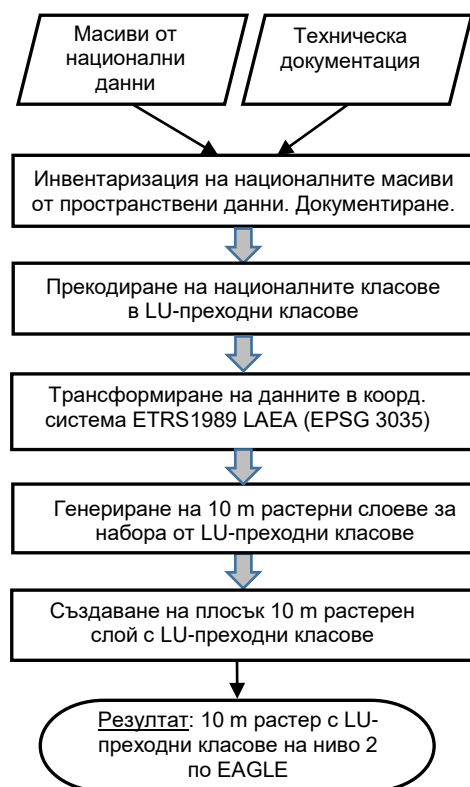 Масиви от
национални
данни
Техническа
документация
Инвентаризация на националните масиви
от пространствени данни. Документиране.
Прекодиране на националните класове
в LU-преходни класове
Трансформиране на данните в коорд.
система ETRS1989 LAEA (EPSG 3035)
Генериране на 10 m растерни слоеве за
набора от LU-преходни класове
Създаване на плосък 10 m растерен
слой с LU-преходни класове
Резултат: 10 m растер с LU-
преходни класове на ниво 2
по EAGLE